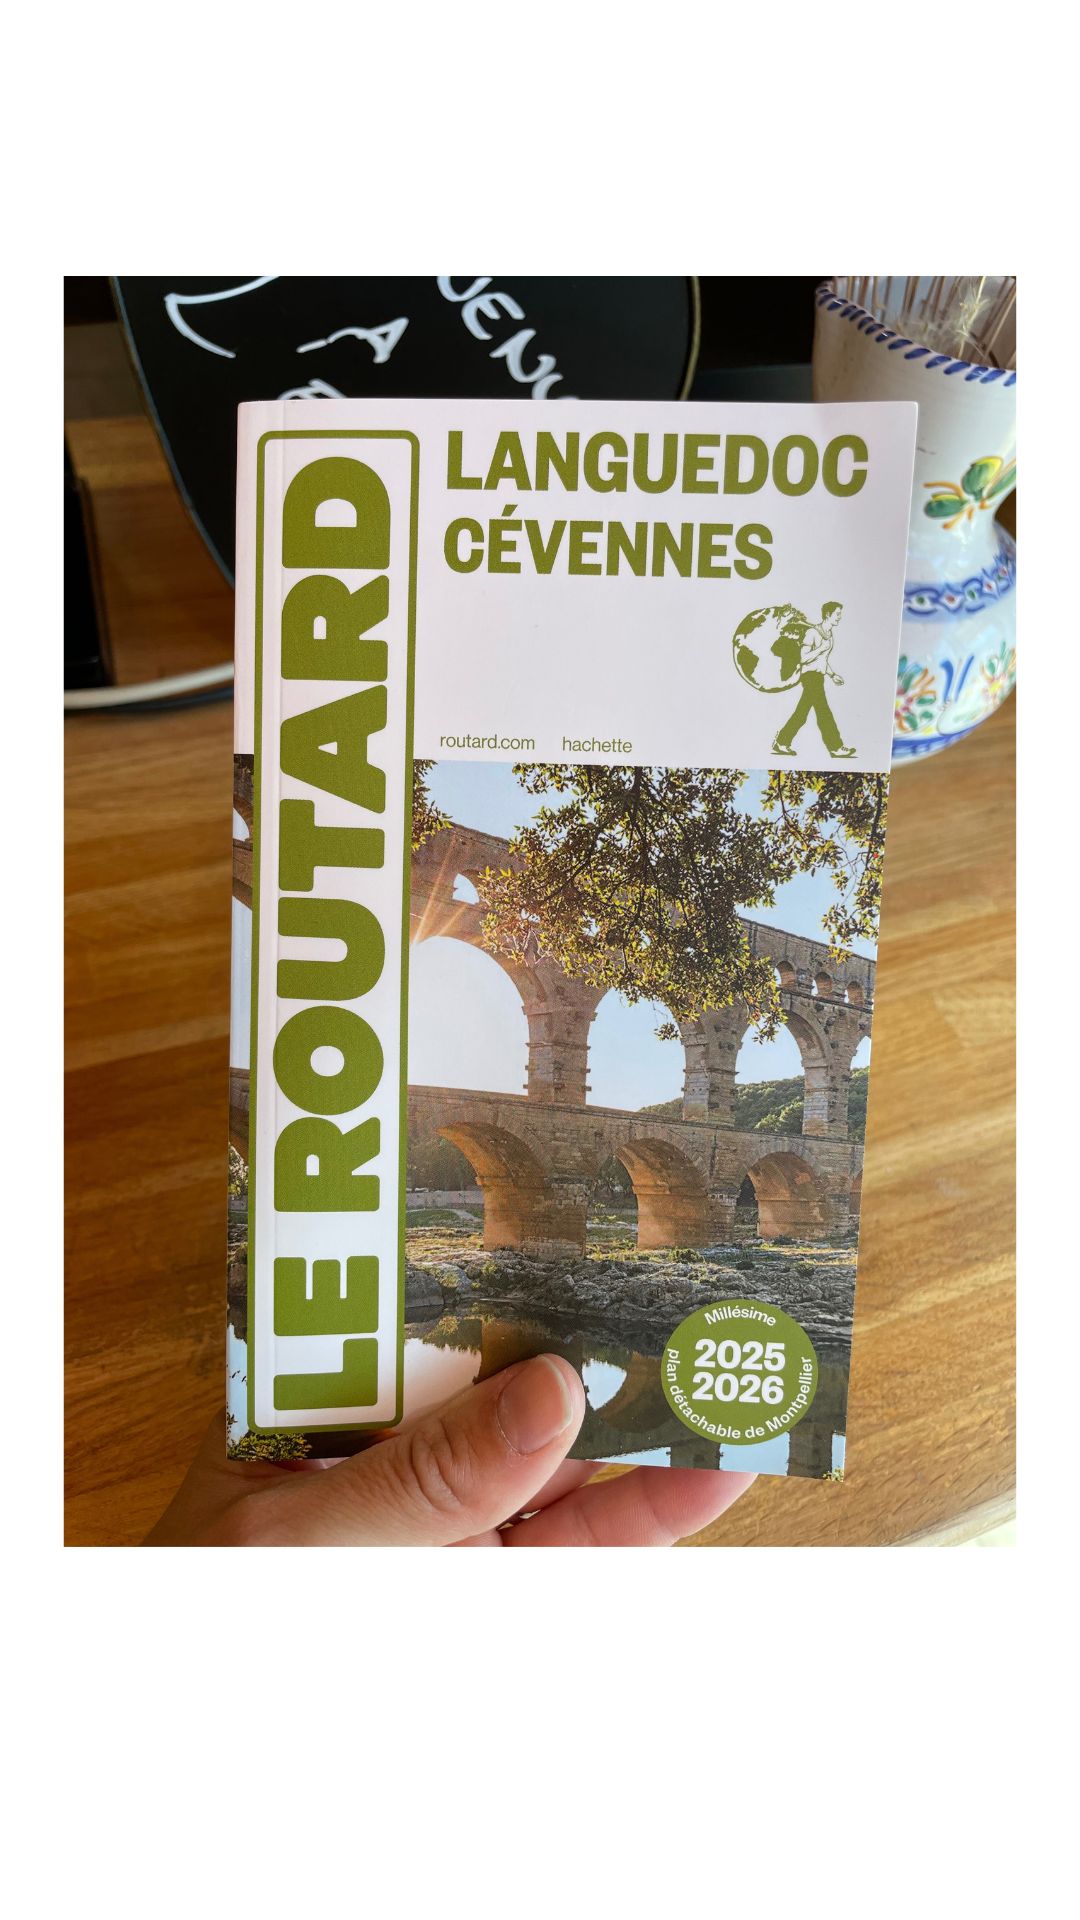 À
LANGUEDOC
CÉVENNES
LE ROUTARD
routard.com hachette
Millésime
2025
2026
plan détachable de Montpellier